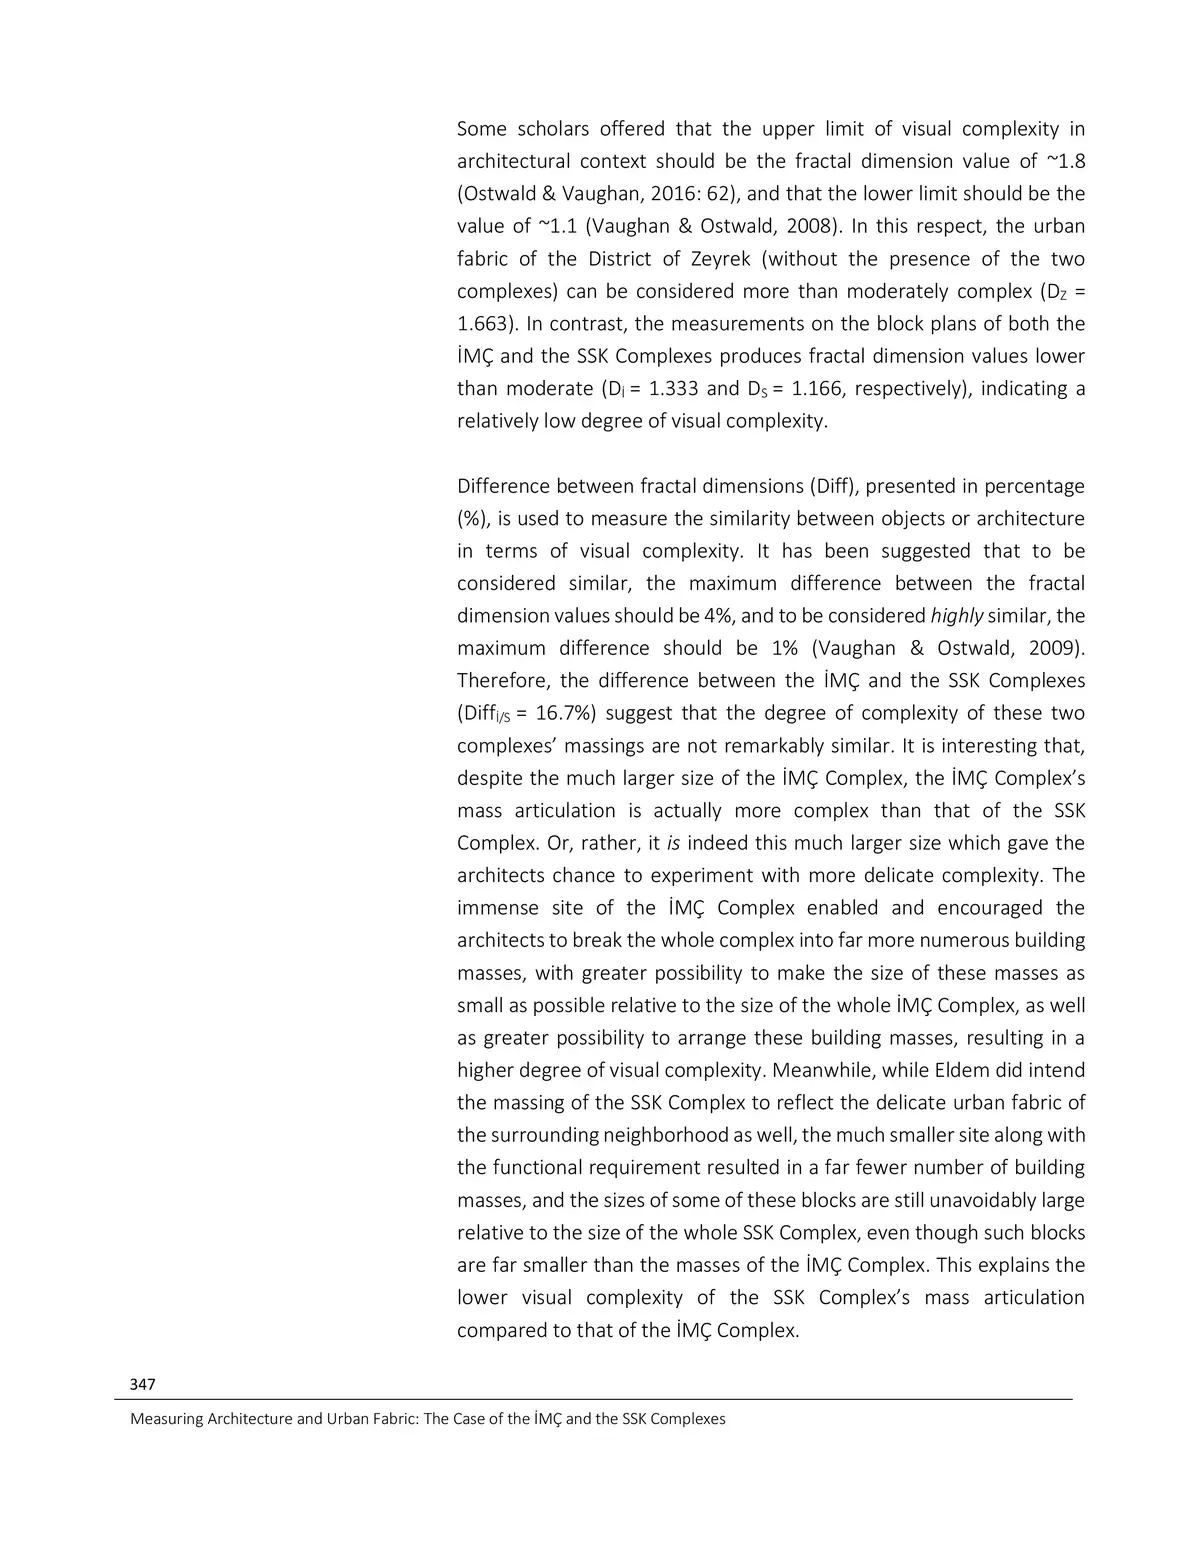 Some scholars offered that the upper limit of visual complexity in
architectural context should be the fractal dimension value of ~1.8
(Ostwald & Vaughan, 2016: 62), and that the lower limit should be the
value of ~1.1 (Vaughan & Ostwald, 2008). In this respect, the urban
fabric of the District of Zeyrek (without the presence of the two
complexes) can be considered more than moderately complex (DZ =
1.663). In contrast, the measurements on the block plans of both the
İMÇ and the SSK Complexes produces fractal dimension values lower
than moderate (Dİ = 1.333 and DS = 1.166, respectively), indicating a
relatively low degree of visual complexity.
Difference between fractal dimensions (Diff), presented in percentage
(%), is used to measure the similarity between objects or architecture
in terms of visual complexity. It has been suggested that to be
considered similar, the maximum difference between the fractal
dimension values should be 4%, and to be considered highly similar, the
maximum difference should be 1% (Vaughan & Ostwald, 2009).
Therefore, the difference between the İMÇ and the SSK Complexes
(Diffİ/S = 16.7%) suggest that the degree of complexity of these two
complexes’ massings are not remarkably similar. It is interesting that,
despite the much larger size of the İMÇ Complex, the İMÇ Complex’s
mass articulation is actually more complex than that of the SSK
Complex. Or, rather, it is indeed this much larger size which gave the
architects chance to experiment with more delicate complexity. The
immense site of the İMÇ Complex enabled and encouraged the
architects to break the whole complex into far more numerous building
masses, with greater possibility to make the size of these masses as
small as possible relative to the size of the whole İMÇ Complex, as well
as greater possibility to arrange these building masses, resulting in a
higher degree of visual complexity. Meanwhile, while Eldem did intend
the massing of the SSK Complex to reflect the delicate urban fabric of
the surrounding neighborhood as well, the much smaller site along with
the functional requirement resulted in a far fewer number of building
masses, and the sizes of some of these blocks are still unavoidably large
relative to the size of the whole SSK Complex, even though such blocks
are far smaller than the masses of the İMÇ Complex. This explains the
lower visual complexity of the SSK Complex’s mass articulation
compared to that of the İMÇ Complex.
347
Measuring Architecture and Urban Fabric: The Case of the İMÇ and the SSK Complexes